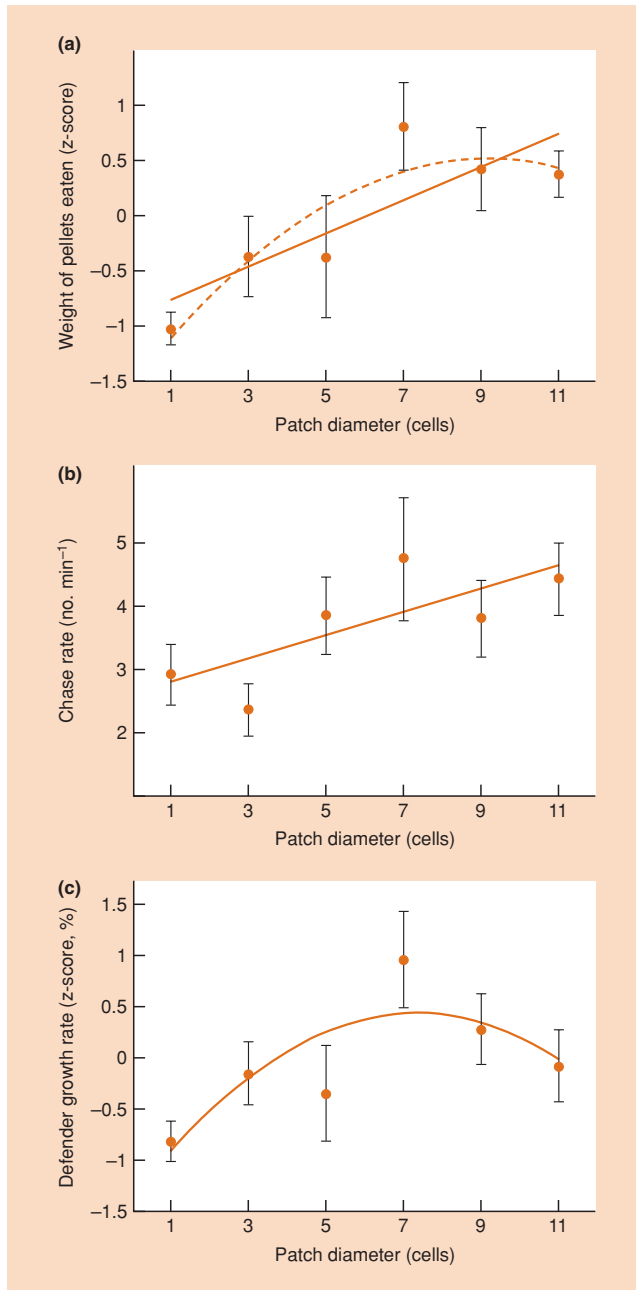 (a)
Weight of pellets eaten (z-score)
1
0.5
0
–0.5
–1
–1.5
1 3 5 7 9 11
Patch diameter (cells)
(b)
Chase rate (no. min⁻¹)
5
4
3
2
1 3 5 7 9 11
Patch diameter (cells)
(c)
Defender growth rate (z-score, %)
1.5
1
0.5
0
–0.5
–1
–1.5
1 3 5 7 9 11
Patch diameter (cells)